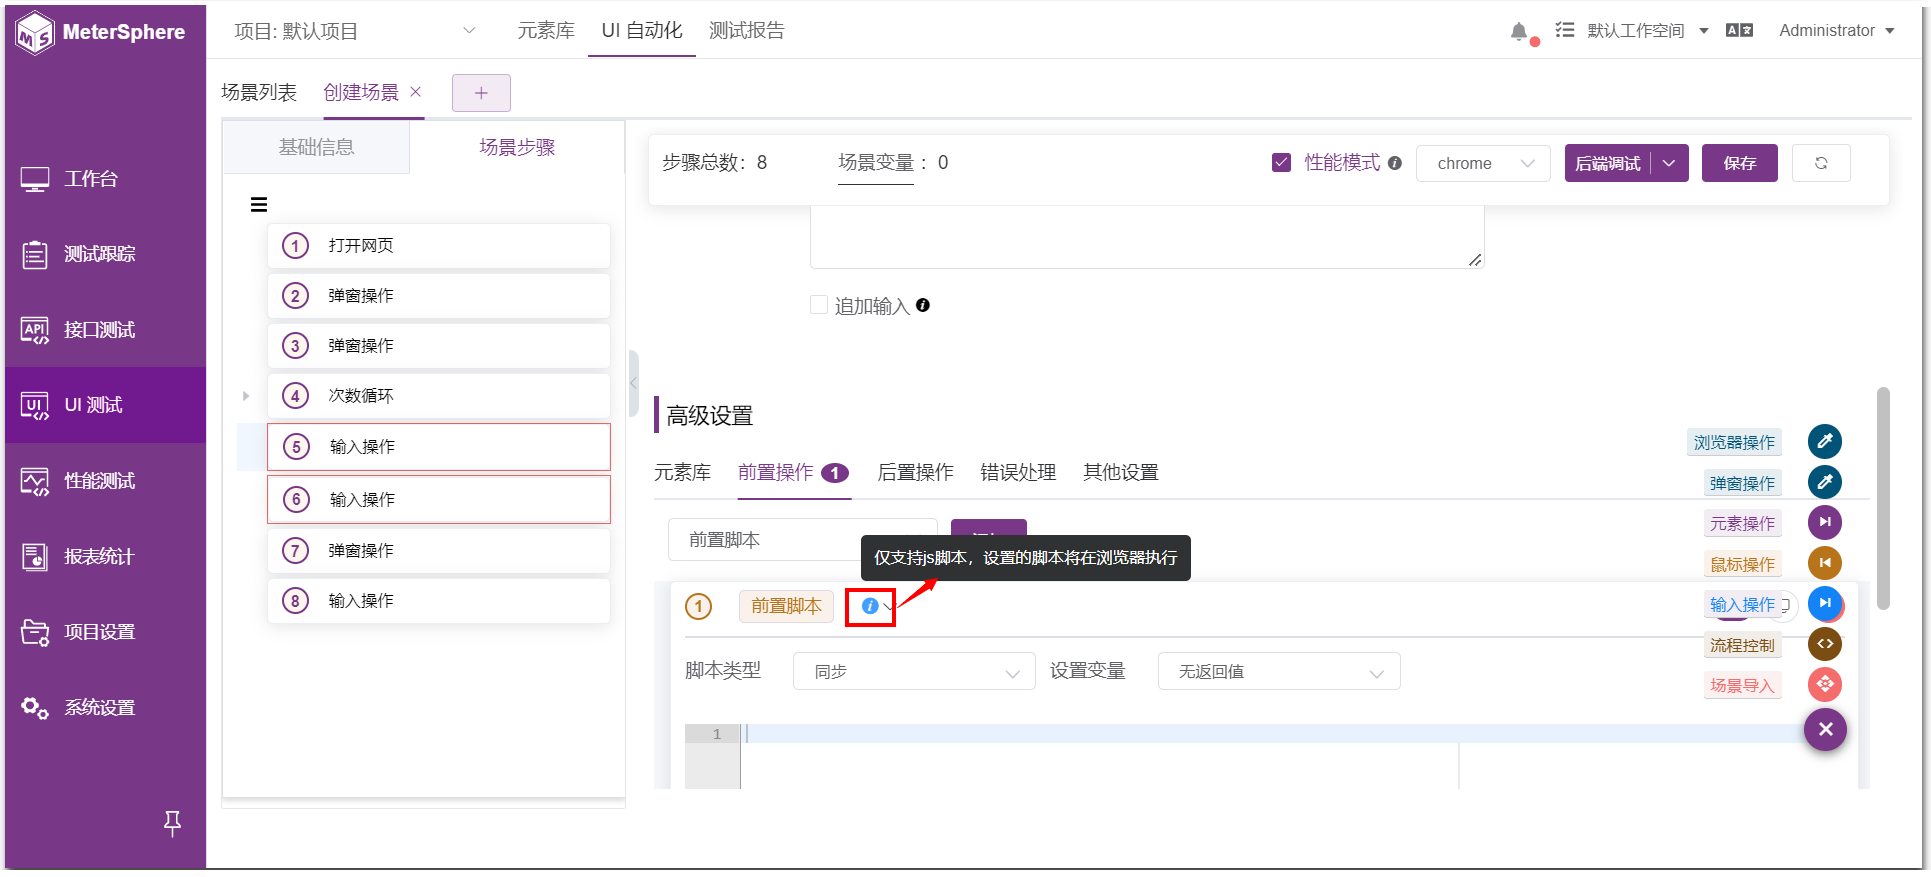 MeterSphere
项目: 默认项目
元素库
UI 自动化
测试报告
默认工作空间
Administrator
场景列表
创建场景
工作台
测试跟踪
API
接口测试
UI
UI 测试
性能测试
报表统计
项目设置
系统设置
基础信息
场景步骤
1 打开网页
2 弹窗操作
3 弹窗操作
4 次数循环
5 输入操作
6 输入操作
7 弹窗操作
8 输入操作
步骤总数：8
场景变量 ：0
性能模式
chrome
后端调试
保存
追加输入
高级设置
元素库
前置操作 1
后置操作
错误处理
其他设置
前置脚本
仅支持js脚本，设置的脚本将在浏览器执行
1 前置脚本
脚本类型
同步
设置变量
无返回值
1
浏览器操作
弹窗操作
元素操作
鼠标操作
输入操作
流程控制
场景导入